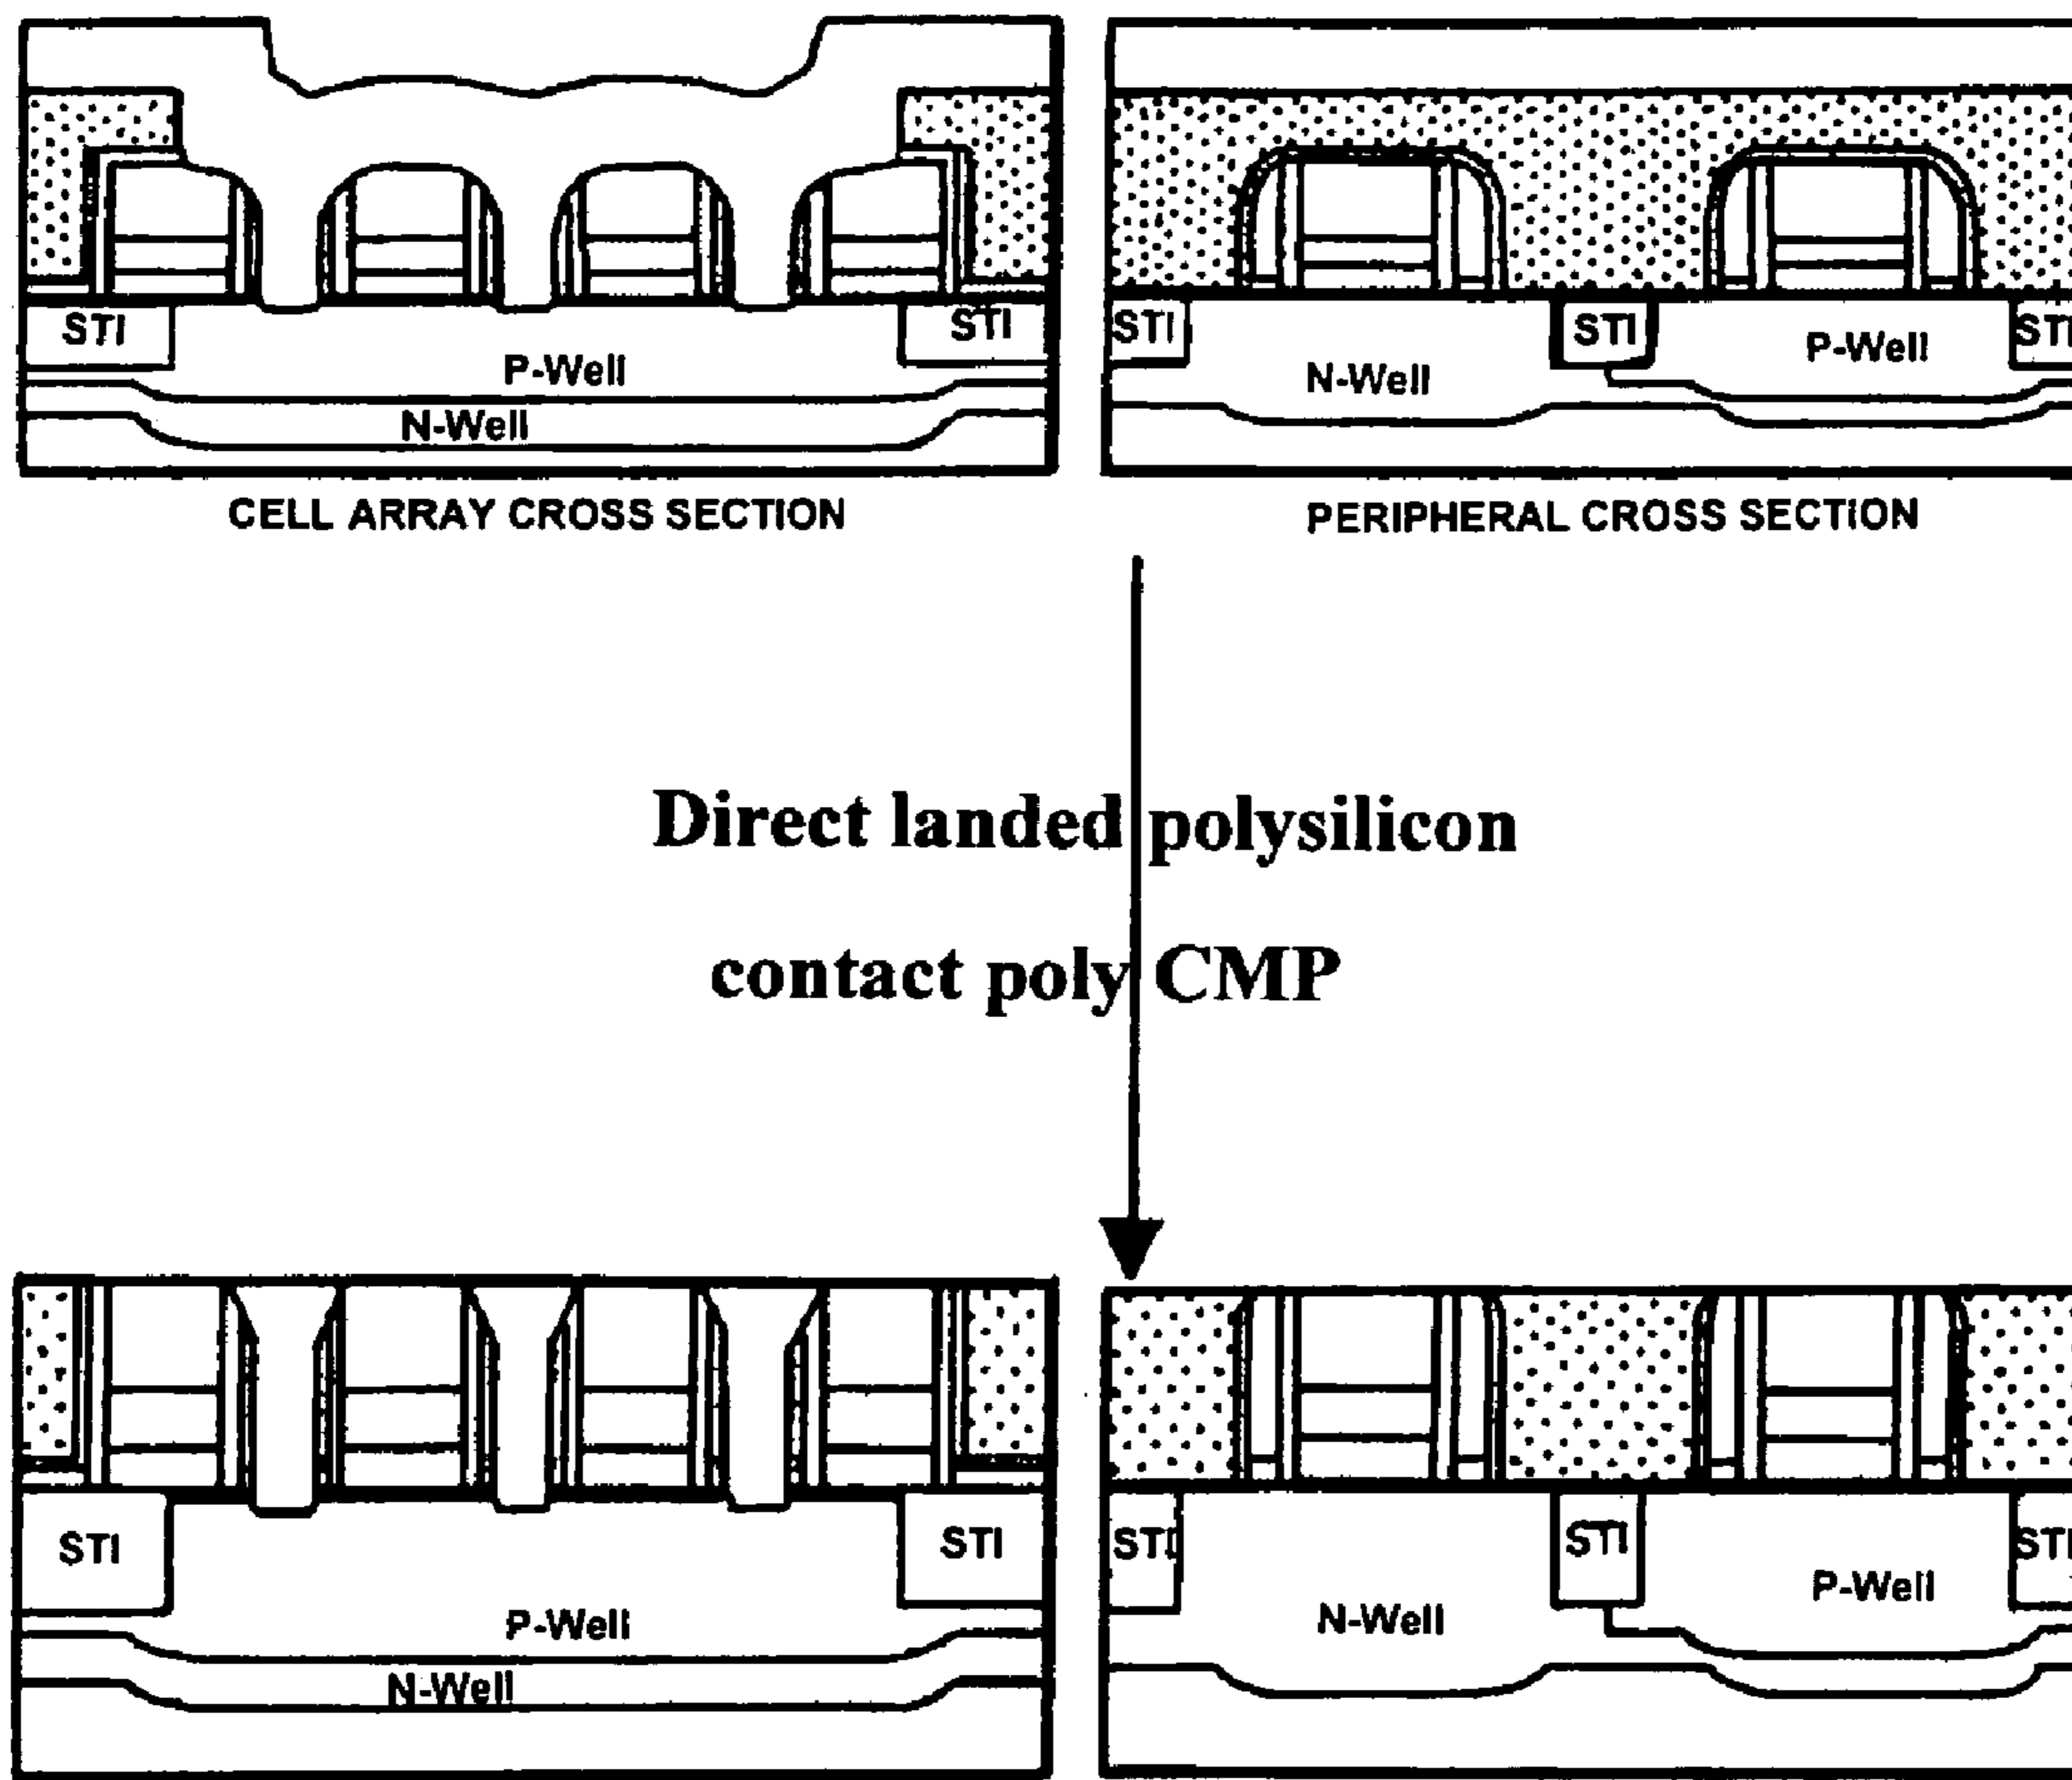 STI
STI
P-Well
N-Well
STI
STI
STI
N-Well
P-Well
CELL ARRAY CROSS SECTION
PERIPHERAL CROSS SECTION
Direct landed polysilicon
contact poly CMP
STI
STI
P-Well
N-Well
STI
STI
STI
N-Well
P-Well